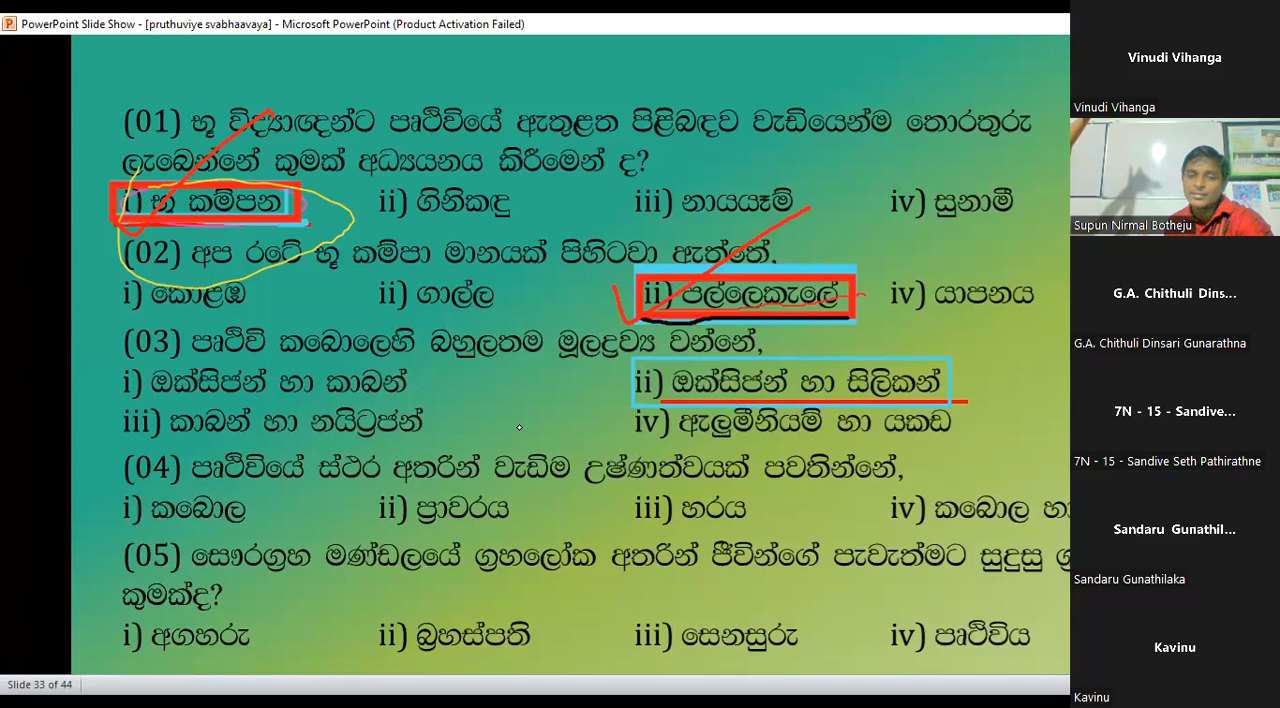 PowerPoint Slide Show - [pruthuviye svabhaavaya] - Microsoft PowerPoint (Product Activation Failed)
(01) භූ විද්‍යාඥයන්ට පෘථිවියේ ඇතුළත පිළිබඳව වැඩියෙන්ම තොරතුරු
ලැබෙන්නේ කුමක් අධ්‍යයනය කිරීමෙන් ද?
i) භූ කම්පන ii) ගිනිකඳු iii) නායයෑම් iv) සුනාමී
(02) අප රටේ භූ කම්පා මානයක් පිහිටවා ඇත්තේ,
i) කොළඹ ii) ගාල්ල ii) පල්ලෙකැලේ iv) යාපනය
(03) පෘථිවි කබොලෙහි බහුලතම මූලද්‍රව්‍ය වන්නේ,
i) ඔක්සිජන් හා කාබන් ii) ඔක්සිජන් හා සිලිකන්
iii) කාබන් හා නයිට්‍රජන් iv) ඇලුමීනියම් හා යකඩ
(04) පෘථිවියේ ස්ථර අතරින් වැඩිම උෂ්ණත්වයක් පවතින්නේ,
i) කබොල ii) ප්‍රාවරය iii) හරය iv) කබොල
(05) සෞරග්‍රහ මණ්ඩලයේ ග්‍රහලෝක අතරින් ජීවින්ගේ පැවැත්මට සුදුසු
කුමක්ද?
i) අගහරු ii) බ්‍රහස්පති iii) සෙනසුරු iv) පෘථිවිය
Slide 33 of 44
Vinudi Vihanga
Vinudi Vihanga
Supun Nirmal Botheju
G.A. Chithuli Dins...
G.A. Chithuli Dinsari Gunarathna
7N - 15 - Sandive...
7N - 15 - Sandive Seth Pathirathne
Sandaru Gunathil...
Sandaru Gunathilaka
Kavinu
Kavinu